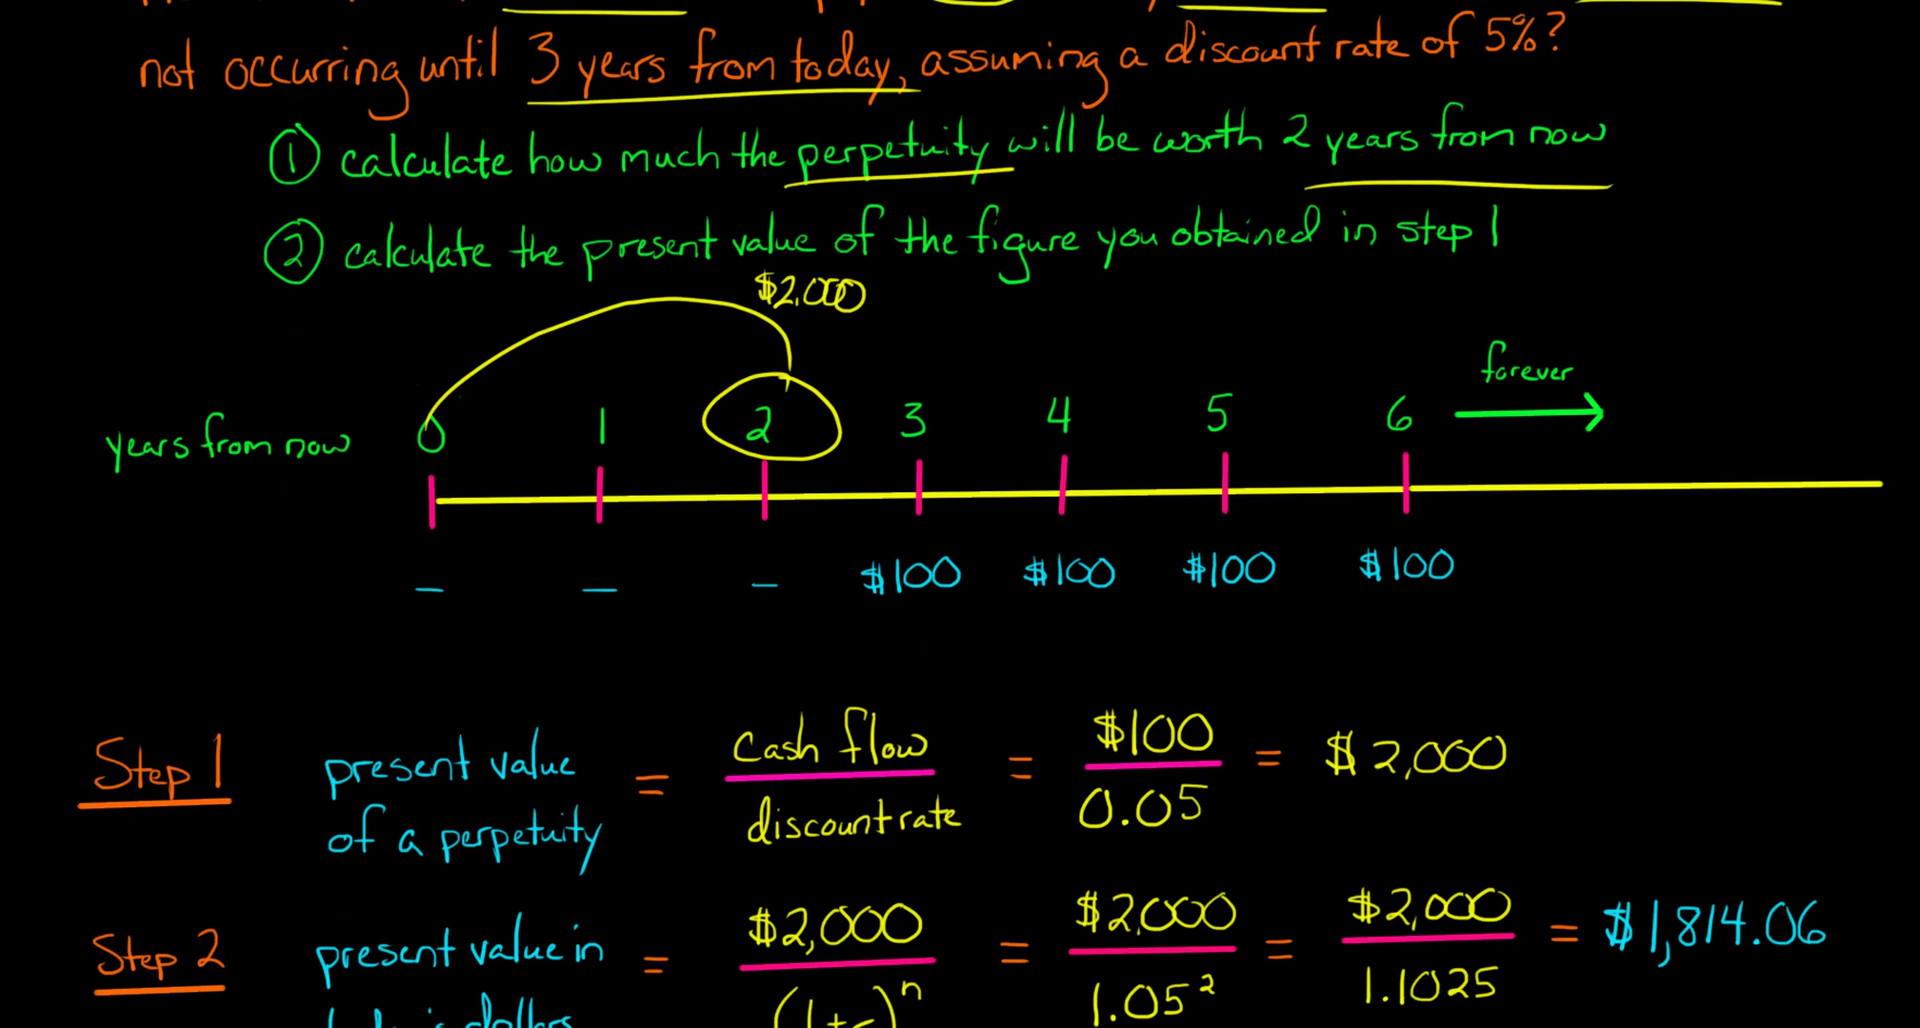 not occurring until 3 years from today, assuming a discount rate of 5%?
① calculate how much the perpetuity will be worth 2 years from now
② calculate the present value of the figure you obtained in step 1
$2,000
forever
years from now 0 1 2 3 4 5 6
– – – $100 $100 $100 $100
Step 1 present value of a perpetuity = cash flow / discount rate = $100 / 0.05 = $2,000
Step 2 present value in = $2,000 / (1+r)^n = $2,000 / 1.05² = $2,000 / 1.1025 = $1,814.06
dollars